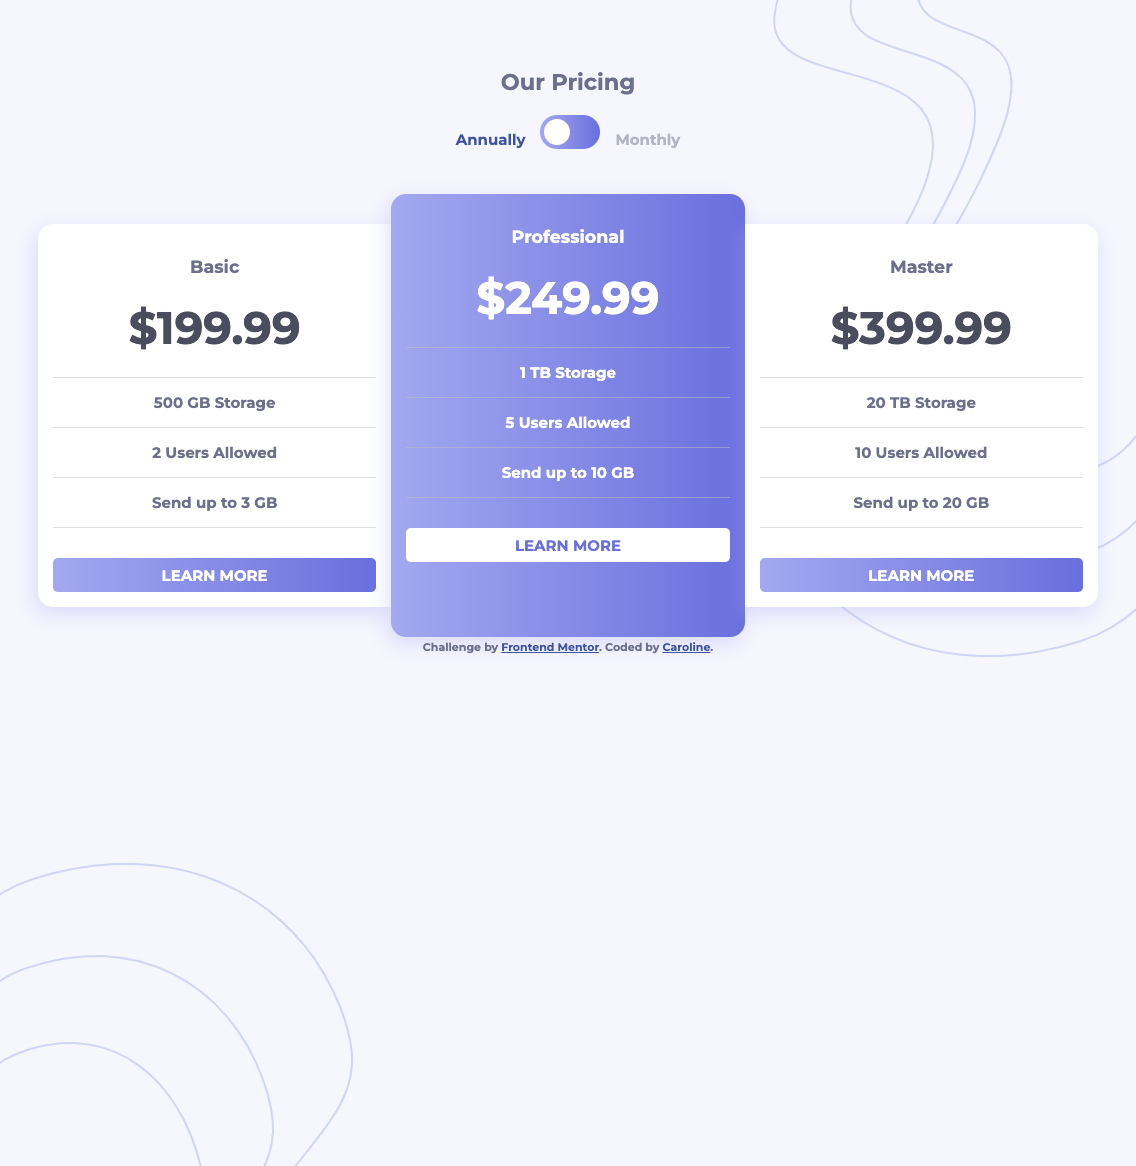 Our Pricing
Annually Monthly
Basic
$199.99
500 GB Storage
2 Users Allowed
Send up to 3 GB
LEARN MORE
Professional
$249.99
1 TB Storage
5 Users Allowed
Send up to 10 GB
LEARN MORE
Master
$399.99
20 TB Storage
10 Users Allowed
Send up to 20 GB
LEARN MORE
Challenge by Frontend Mentor. Coded by Caroline.